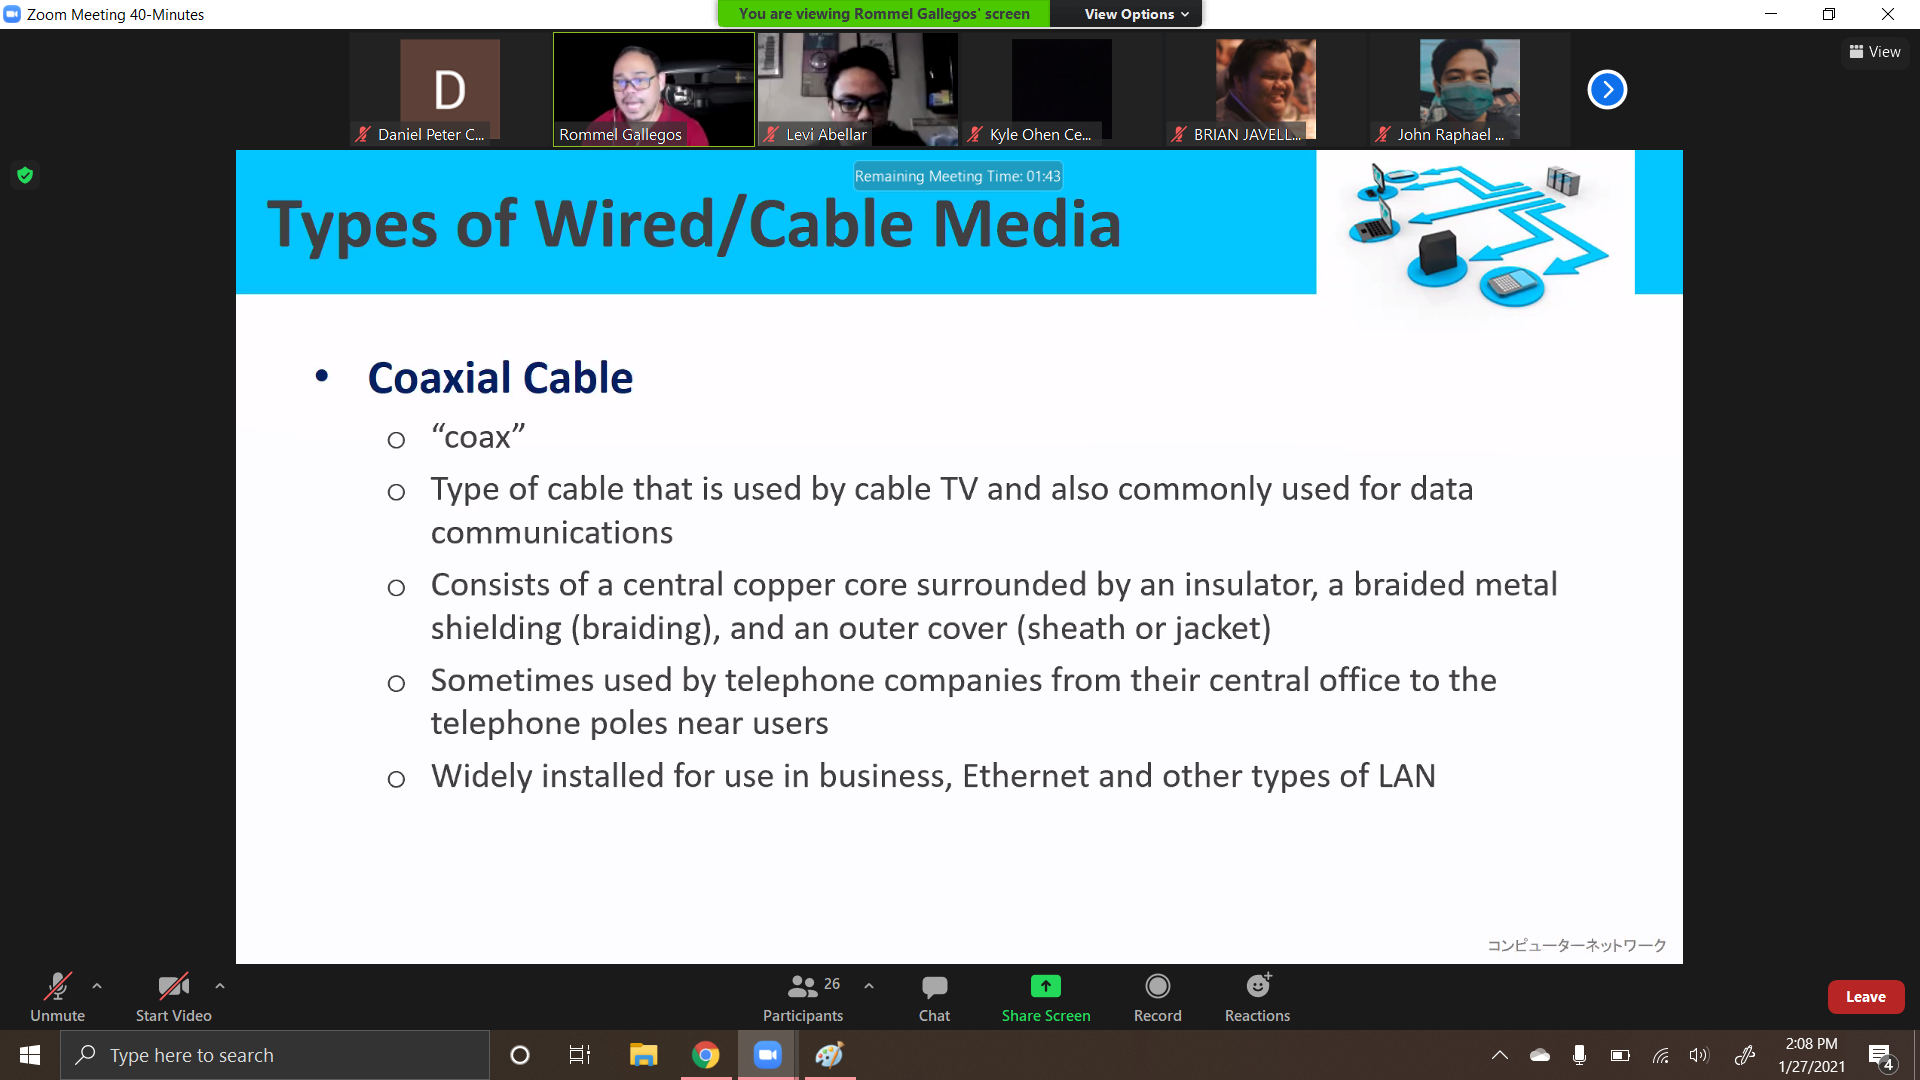 Zoom Meeting 40-Minutes
You are viewing Rommel Gallegos' screen
View Options
View
D
Daniel Peter C...
Rommel Gallegos
Levi Abellar
Kyle Ohen Ce...
BRIAN JAVELL...
John Raphael ...
Remaining Meeting Time: 01:43
Types of Wired/Cable Media
• Coaxial Cable
o “coax”
o Type of cable that is used by cable TV and also commonly used for data
communications
o Consists of a central copper core surrounded by an insulator, a braided metal
shielding (braiding), and an outer cover (sheath or jacket)
o Sometimes used by telephone companies from their central office to the
telephone poles near users
o Widely installed for use in business, Ethernet and other types of LAN
コンピューターネットワーク
Unmute
Start Video
26
Participants
Chat
Share Screen
Record
Reactions
Leave
Type here to search
2:08 PM
1/27/2021
4